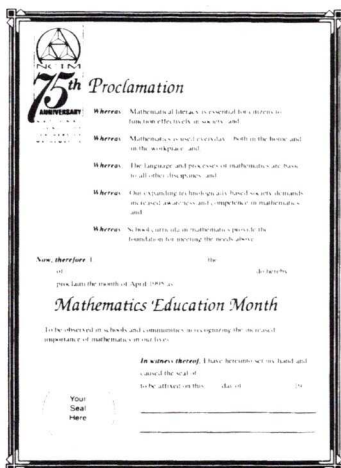 NCTM
75th Proclamation
ANNIVERSARY
Whereas Mathematical literacy is essential for citizens to
function effectively in society and
Whereas Mathematics is used everyday both in the home and
in the workplace and
Whereas The language and processes of mathematics are basic
to all other disciplines and
Whereas Our expanding technologically based society demands
increased awareness and competence in mathematics
and
Whereas School curricula in mathematics provide the
foundation for meeting the needs above
Now, therefore I the
of do hereby
proclaim the month of April 1995 as
Mathematics Education Month
To be observed in schools and communities in recognizing the increased
importance of mathematics in our lives
In witness thereof, I have hereunto set my hand and
caused the seal of
to be affixed on this day of 19
Your
Seal
Here